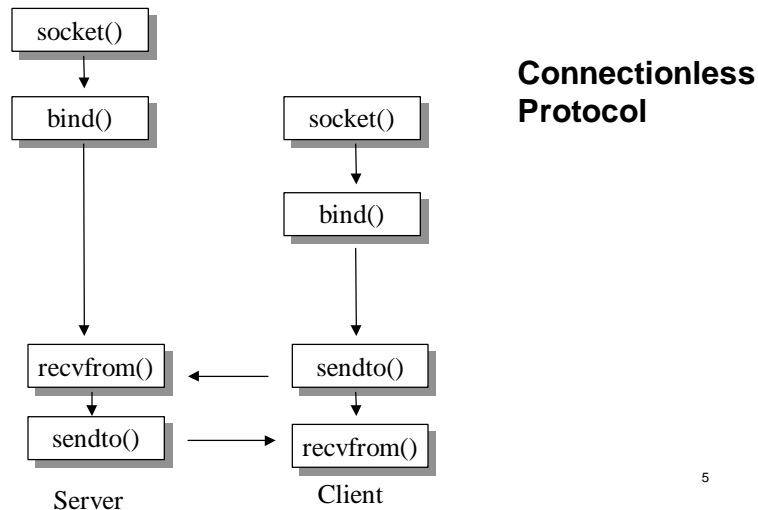 socket()
bind()
recvfrom()
sendto()
Server
socket()
bind()
sendto()
recvfrom()
Client
Connectionless
Protocol
5